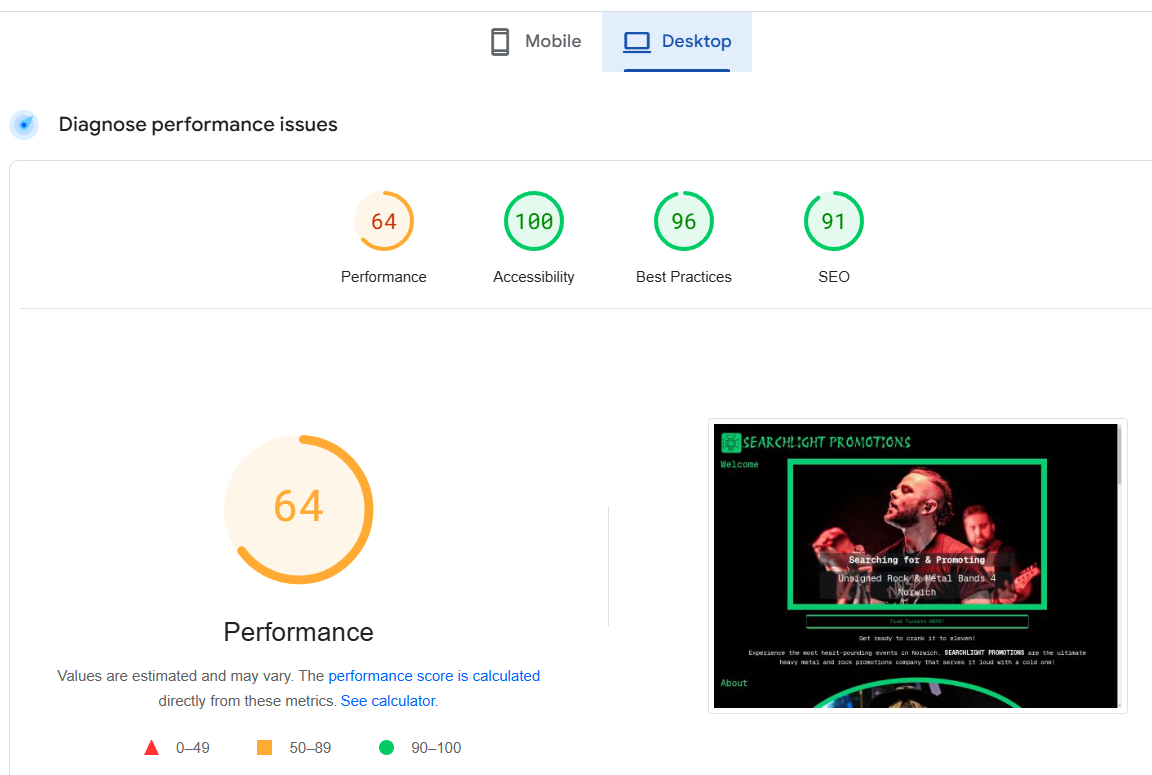 Mobile
Desktop
Diagnose performance issues
64
100
96
91
Performance
Accessibility
Best Practices
SEO
64
Performance
Values are estimated and may vary. The performance score is calculated
directly from these metrics. See calculator.
0–49
50–89
90–100
SEARCHLIGHT PROMOTIONS
Welcome
Searching for & Promoting
Unsigned Rock & Metal Bands 4
Norwich
Find Tickets HERE!
Get ready to crank it to eleven!
Experience the most heart-pounding events in Norwich. SEARCHLIGHT PROMOTIONS are the ultimate
heavy metal and rock promotions company that serves it loud with a cold one!
About